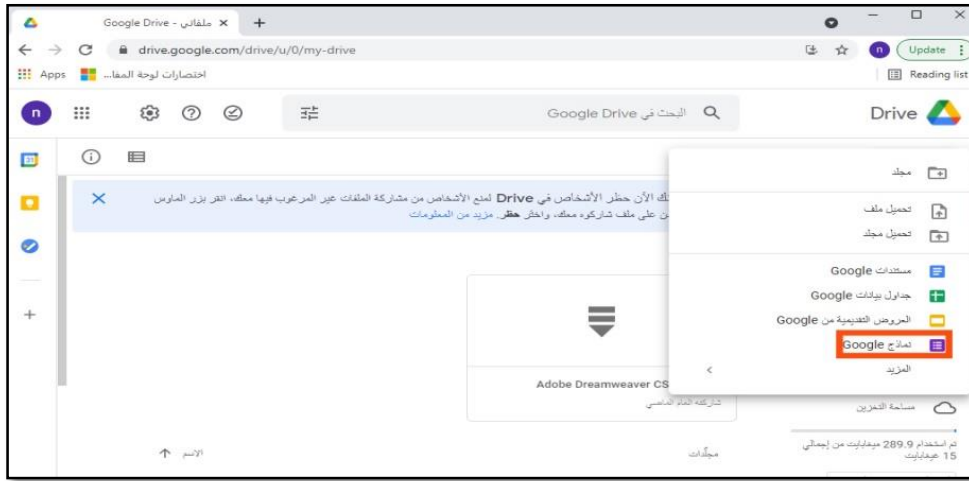 ملفاتي - Google Drive
drive.google.com/drive/u/0/my-drive
Update
Apps
اختصارات لوحة المفا...
Reading list
n
Drive
البحث في Google Drive
n
31
مجلد
تحميل ملف
تحميل مجلد
مستندات Google
جداول بيانات Google
العروض التقديمية من Google
نماذج Google
المزيد
الآن حظر الأشخاص في Drive لمنع الأشخاص من مشاركة الملفات غير المرغوب فيها معك، انقر بزر الماوس
على ملف شاركوه معك، واختَر حظر. مزيد من المعلومات
Adobe Dreamweaver CS
شاركته العام الماضي
مساحة التخزين
تم استخدام 289.9 ميغابايت من إجمالي
15 غيغابايت
مجلّدات
الاسم